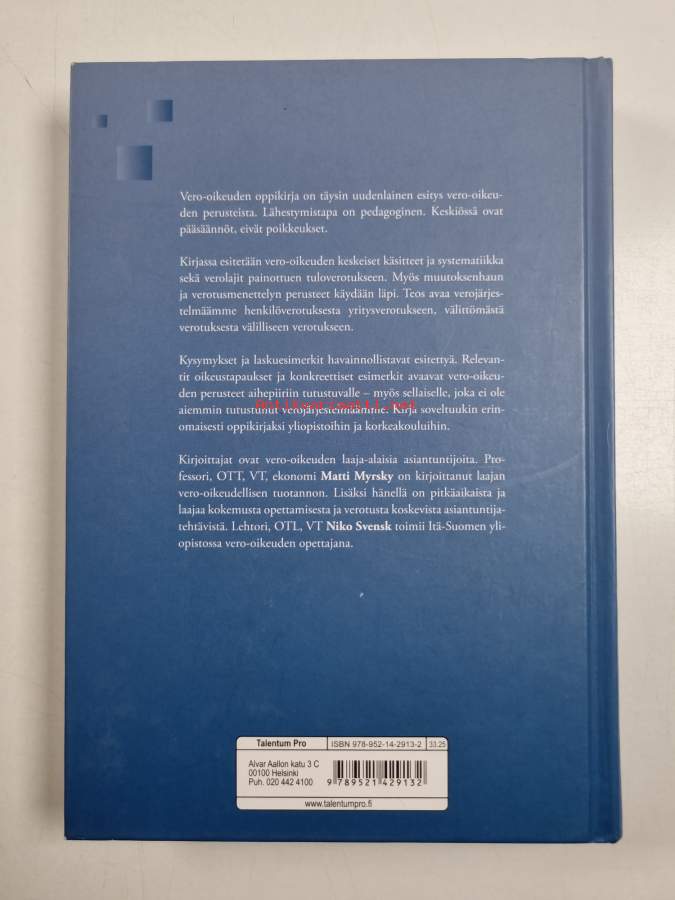 Vero-oikeuden oppikirja on täysin uudenlainen esitys vero-oikeu-
den perusteista. Lähestymistapa on pedagoginen. Keskiössä ovat
pääsäännöt, eivät poikkeukset.
Kirjassa esitetään vero-oikeuden keskeiset käsitteet ja systematiikka
sekä verolajit painottuen tuloverotukseen. Myös muutoksenhaun
ja verotusmenettelyn perusteet käydään läpi. Teos avaa verojärjes-
telmäämme henkilöverotuksesta yritysverotukseen, välittömästä
verotuksesta välilliseen verotukseen.
Kysymykset ja laskuesimerkit havainnollistavat esitettyä. Relevan-
tit oikeustapaukset ja konkreettiset esimerkit avaavat vero-oikeu-
den perusteet aihepiiriin tutustuvalle – myös sellaiselle, joka ei ole
aiemmin tutustunut verojärjestelmäämme. Kirja soveltuukin erin-
omaisesti oppikirjaksi yliopistoihin ja korkeakouluihin.
Kirjoittajat ovat vero-oikeuden laaja-alaisia asiantuntijoita. Pro-
fessori, OTT, VT, ekonomi Matti Myrsky on kirjoittanut laajan
vero-oikeudellisen tuotannon. Lisäksi hänellä on pitkäaikaista ja
laajaa kokemusta opettamisesta ja verotusta koskevista asiantuntija-
tehtävistä. Lehtori, OTL, VT Niko Svensk toimii Itä-Suomen yli-
opistossa vero-oikeuden opettajana.
Talentum Pro
ISBN 978-952-14-2913-2
33.25
Alvar Aallon katu 3 C
00100 Helsinki
Puh. 020 442 4100
9 789521 429132
www.talentumpro.fi